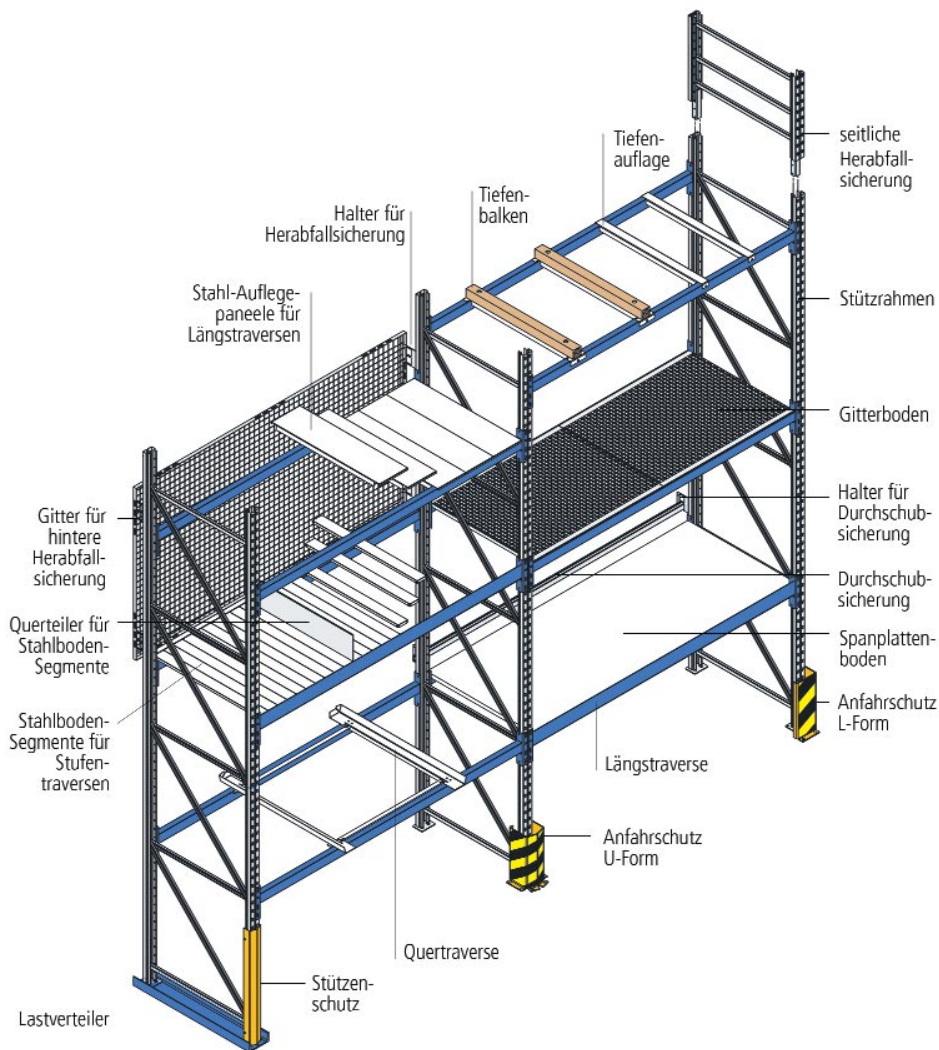 seitliche
Herabfall-
sicherung
Tiefen-
auflage
Tiefen-
balken
Halter für
Herabfallsicherung
Stahl-Auflege-
paneele für
Längstraversen
Stützrahmen
Gitterboden
Halter für
Durchschub-
sicherung
Gitter für
hintere
Herabfall-
sicherung
Durchschub-
sicherung
Querteiler für
Stahlboden-
Segmente
Spanplatten-
boden
Anfahrschutz
L-Form
Stahlboden-
Segmente für
Stufen-
traversen
Längstraverse
Anfahrschutz
U-Form
Quertraverse
Stützen-
schutz
Lastverteiler